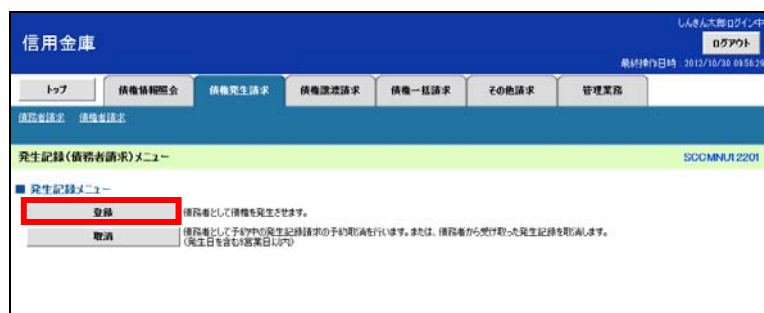 しんきん太郎ログイン中
信用金庫
ログアウト
最終操作日時：2012/10/30 09:56:29
トップ 債権情報照会 債権発生請求 債権譲渡請求 債権一括請求 その他請求 管理業務
債務者請求 債権者請求
発生記録（債務者請求）メニュー SCCMNU12201
■ 発生記録メニュー
登録 債務者として債権を発生させます。
取消 債務者として予約中の発生記録請求の予約取消を行います。または、債務者から受け取った発生記録を取消します。
（発生日を含む5営業日以内）